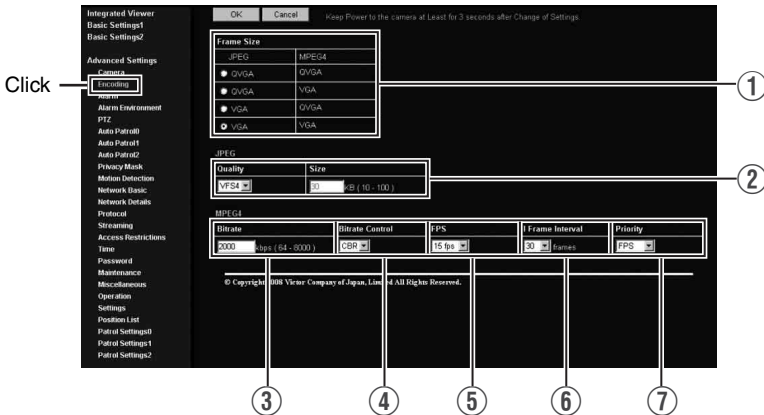 Integrated Viewer
Basic Settings1
Basic Settings2
Advanced Settings
Camera
Click
Encoding
Alarm
Alarm Environment
PTZ
Auto Patrol0
Auto Patrol1
Auto Patrol2
Privacy Mask
Motion Detection
Network Basic
Network Details
Protocol
Streaming
Access Restrictions
Time
Password
Maintenance
Miscellaneous
Operation
Settings
Position List
Patrol Settings0
Patrol Settings1
Patrol Settings2
OK Cancel Keep Power to the camera at Least for 3 seconds after Change of Settings.
Frame Size
JPEG MPEG4
QVGA QVGA
QVGA VGA
VGA QVGA
VGA VGA
①
JPEG
Quality Size
VFS4 30 KB ( 10 - 100 )
②
MPEG4
Bitrate Bitrate Control FPS I Frame Interval Priority
2000 kbps ( 64 - 8000 ) CBR 15 fps 30 frames FPS
© Copyright 2008 Victor Company of Japan, Limited All Rights Reserved.
③ ④ ⑤ ⑥ ⑦